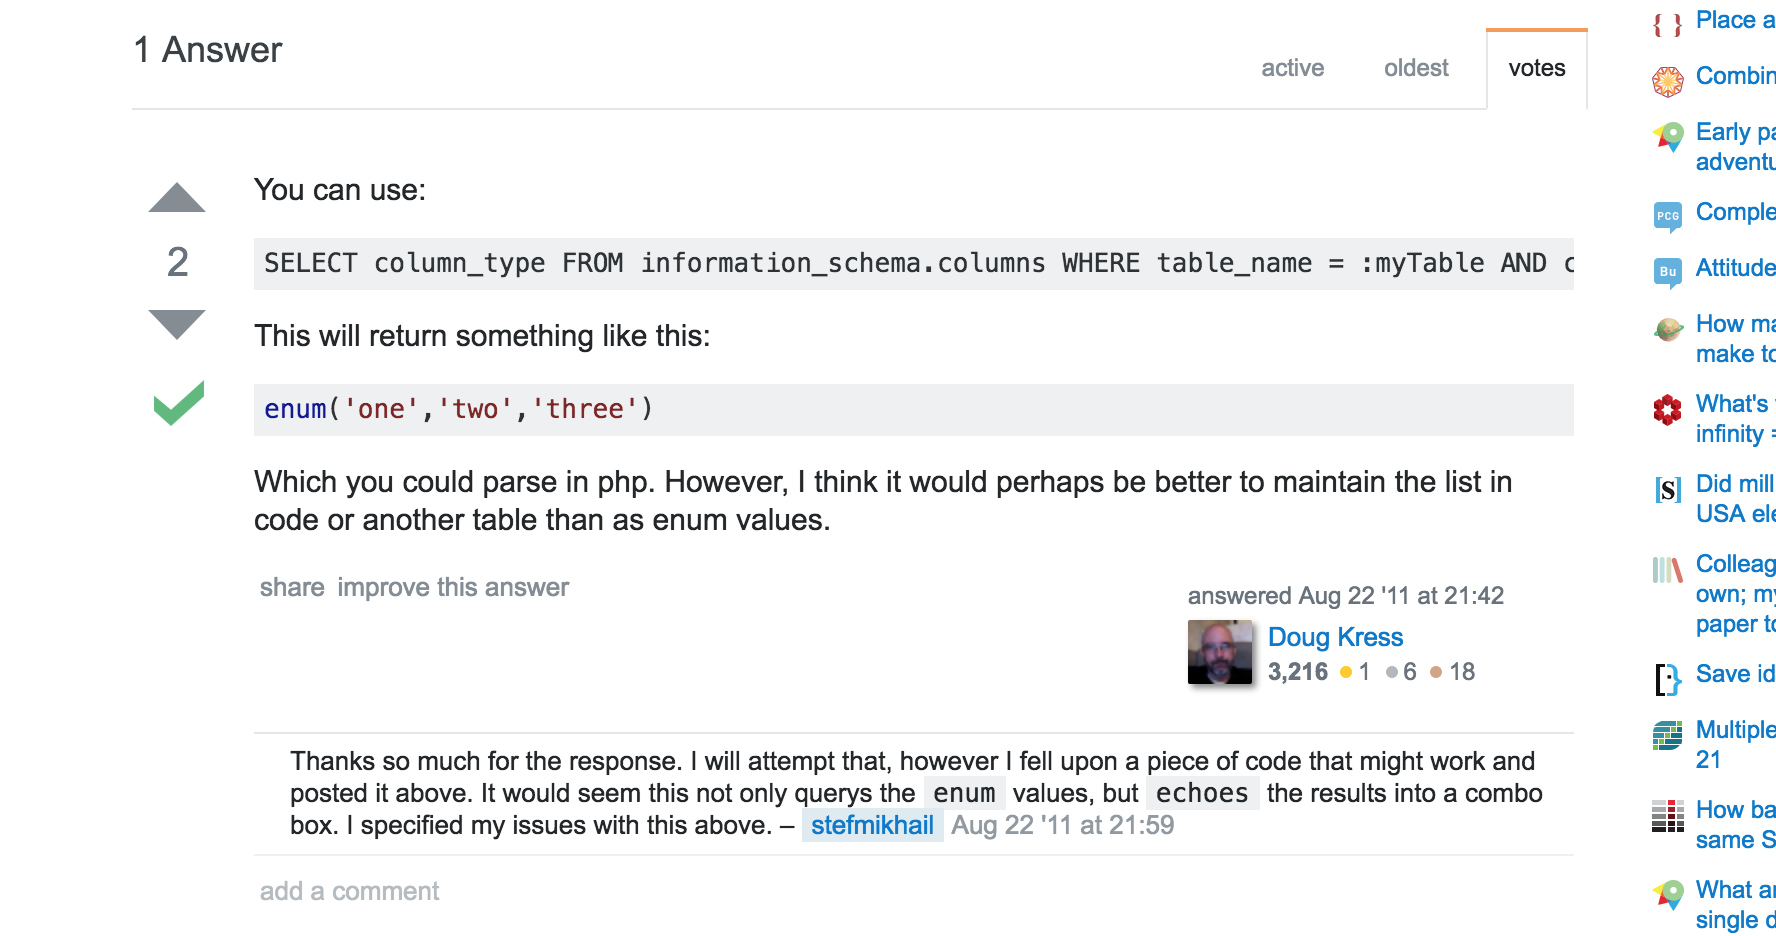 1 Answer
active oldest votes
You can use:
2
SELECT column_type FROM information_schema.columns WHERE table_name = :myTable AND
This will return something like this:
enum('one','two','three')
Which you could parse in php. However, I think it would perhaps be better to maintain the list in
code or another table than as enum values.
share improve this answer
answered Aug 22 '11 at 21:42
Doug Kress
3,216 1 6 18
Thanks so much for the response. I will attempt that, however I fell upon a piece of code that might work and
posted it above. It would seem this not only querys the enum values, but echoes the results into a combo
box. I specified my issues with this above. – stefmikhail Aug 22 '11 at 21:59
add a comment
{ } Place a
Combin
Early pa
adventu
PCG Comple
Bu Attitude
How ma
make to
What's
infinity =
[S] Did mill
USA ele
Colleag
own; my
paper to
Save id
Multiple
21
How ba
same S
What an
single d